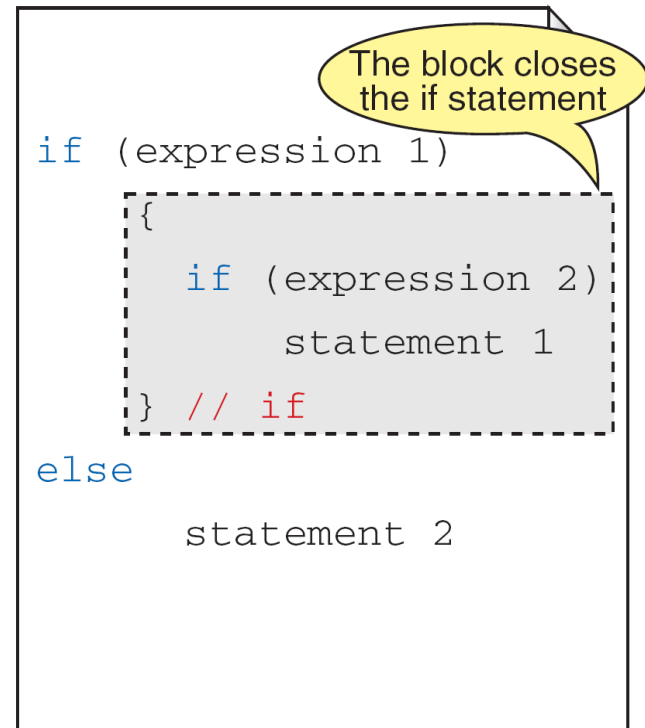 The block closes
the if statement
if (expression 1)
{
if (expression 2)
statement 1
} // if
else
statement 2